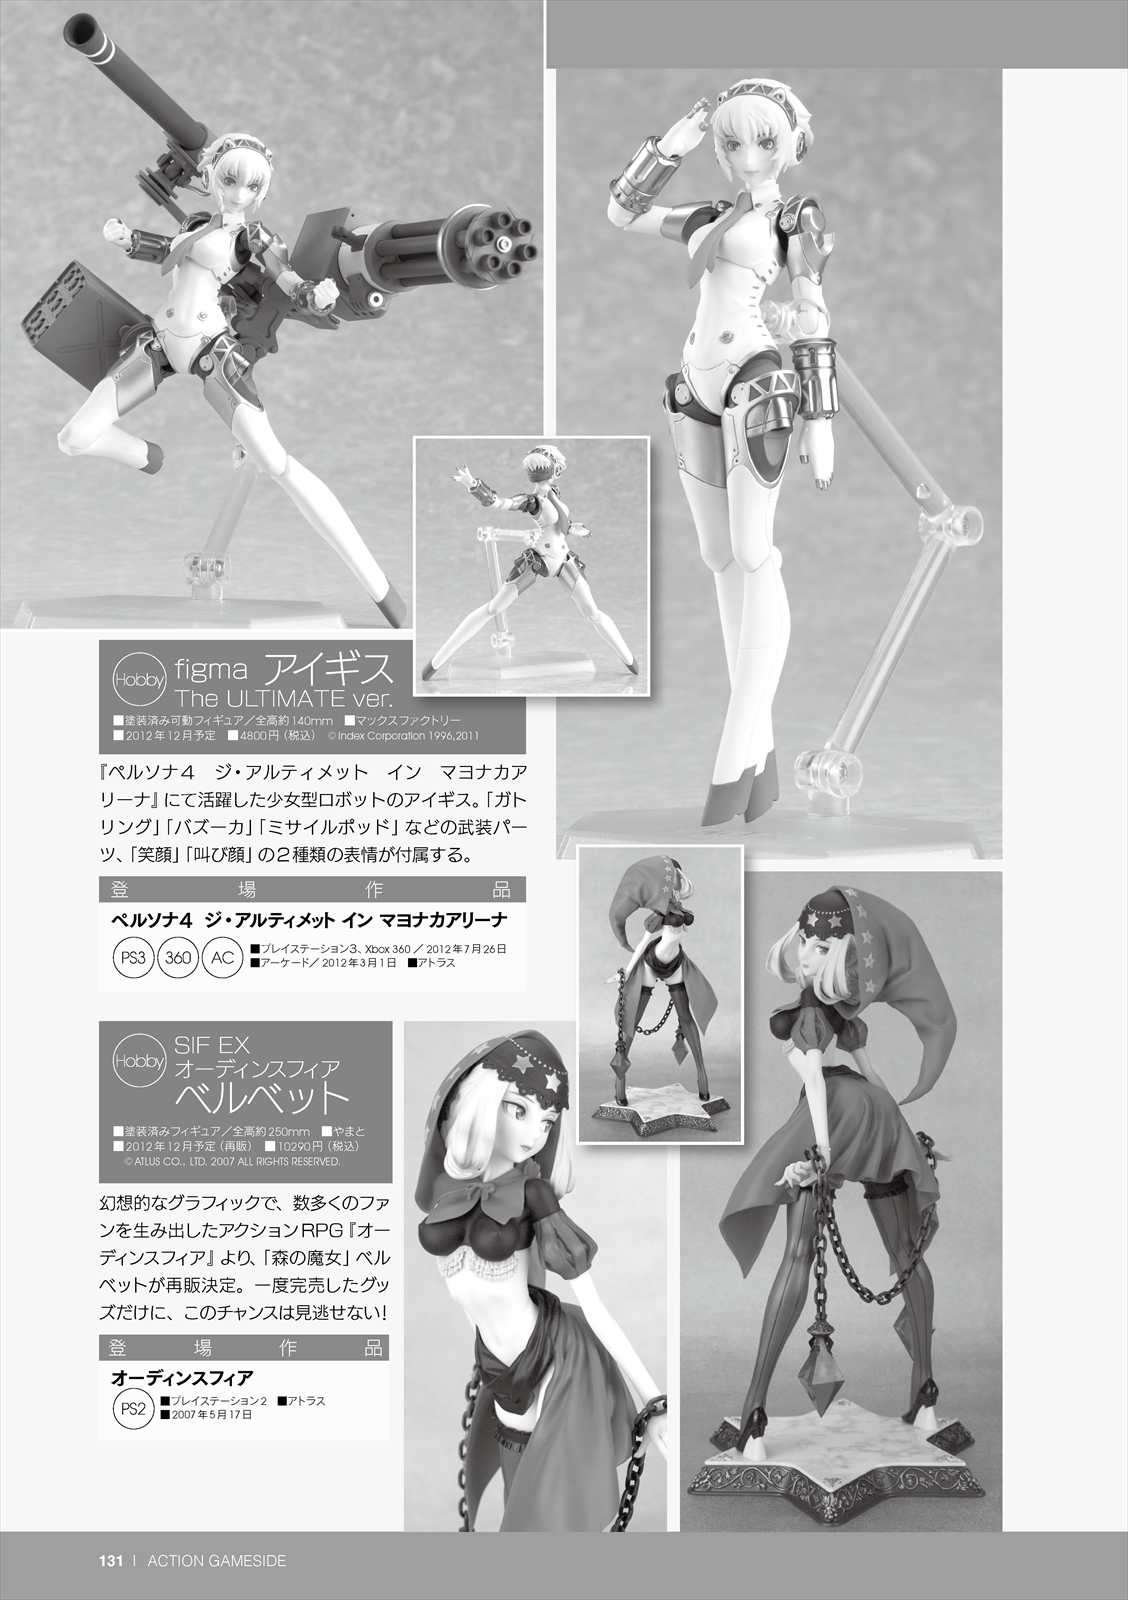 Hobby
figma アイギス
The ULTIMATE ver.
■塗装済み可動フィギュア／全高約140mm ■マックスファクトリー
■2012年12月予定 ■4800円（税込） ©Index Corporation 1996,2011
『ペルソナ４　ジ・アルティメット　イン　マヨナカア
リーナ』にて活躍した少女型ロボットのアイギス。「ガト
リング」「バズーカ」「ミサイルポッド」などの武装パー
ツ、「笑顔」「叫び顔」の２種類の表情が付属する。
登場作品
ペルソナ4 ジ・アルティメット イン マヨナカアリーナ
PS3 360 AC
■プレイステーション3、Xbox 360 ／ 2012年7月26日
■アーケード／ 2012年3月1日 ■アトラス
Hobby
SIF EX
オーディンスフィア
ベルベット
■塗装済みフィギュア／全高約250mm ■やまと
■2012年12月予定（再販） ■10290円（税込）
©ATLUS CO., LTD. 2007 ALL RIGHTS RESERVED.
幻想的なグラフィックで、数多くのファ
ンを生み出したアクションRPG『オー
ディンスフィア』より、「森の魔女」ベル
ベットが再販決定。一度完売したグッ
ズだけに、このチャンスは見逃せない！
登場作品
オーディンスフィア
PS2
■プレイステーション2 ■アトラス
■2007年5月17日
131 | ACTION GAMESIDE